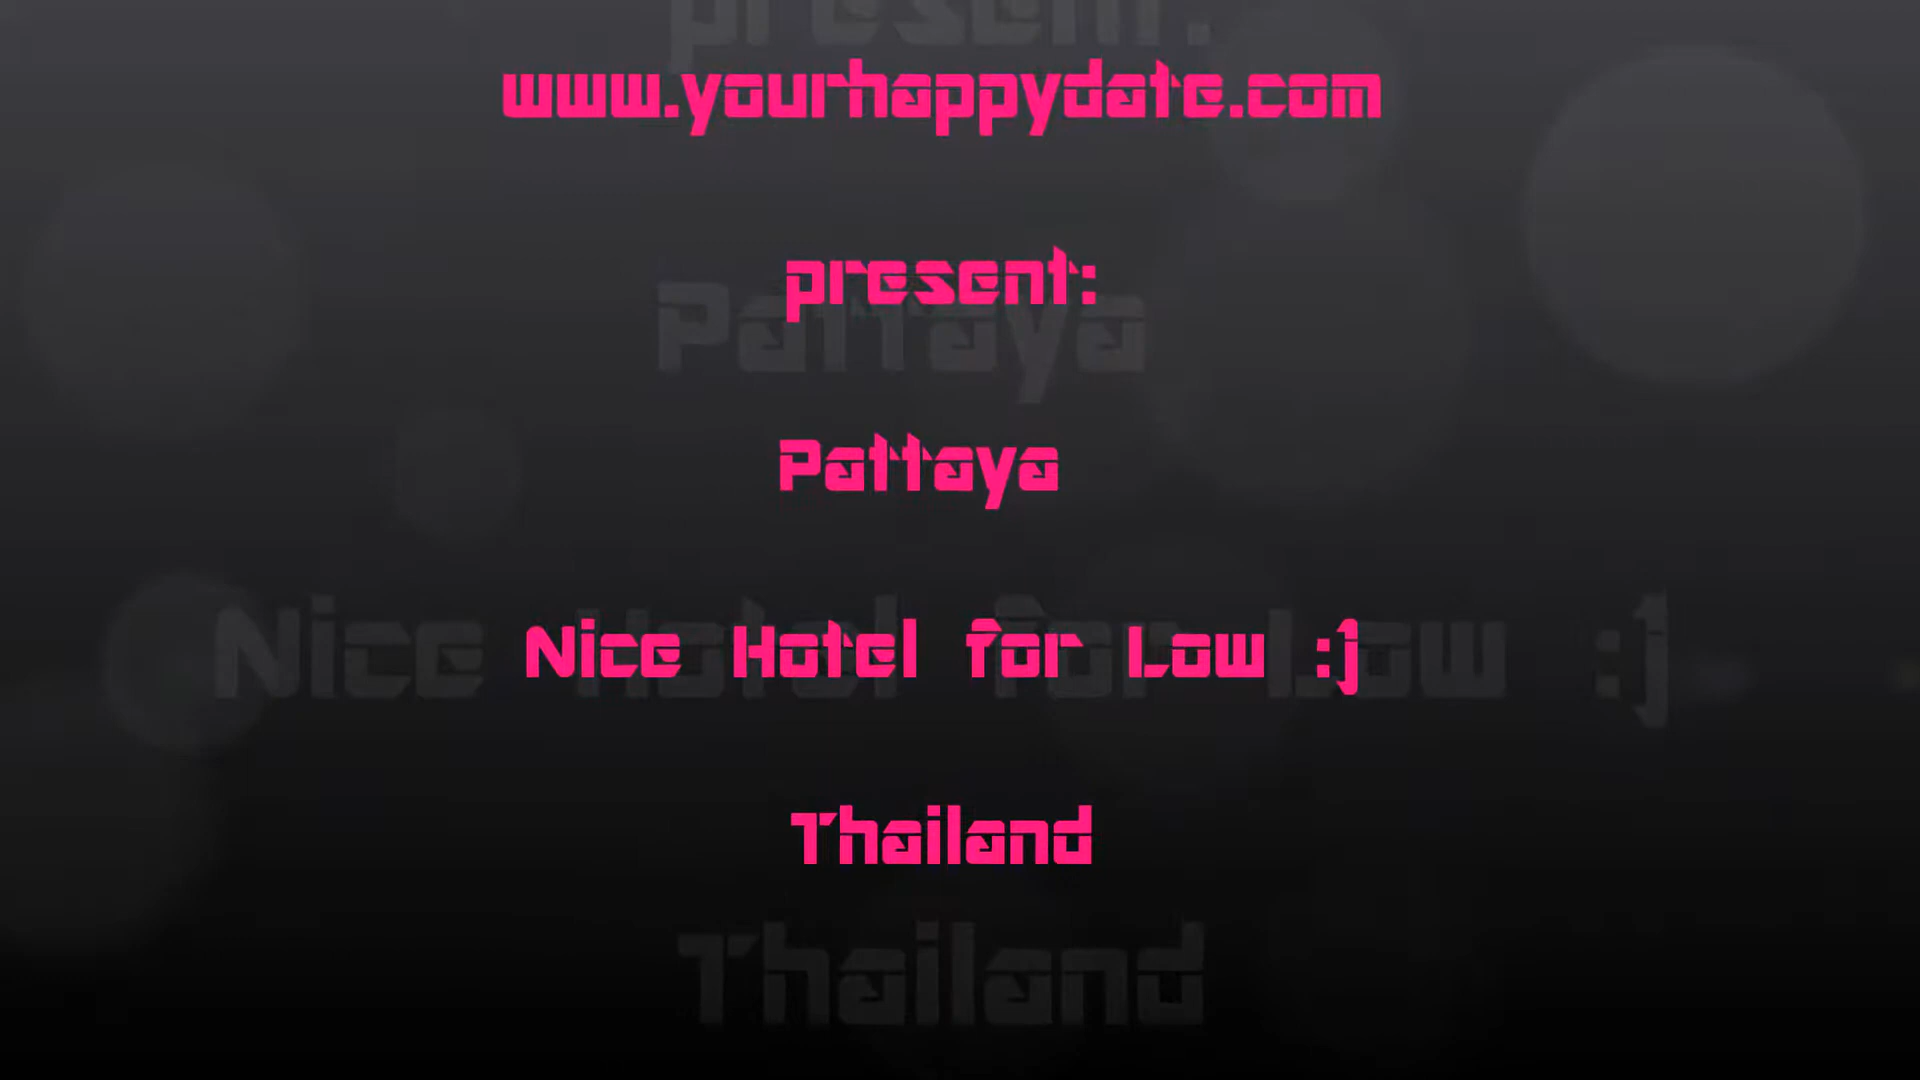 www.yourhappydate.com
present:
Pattaya
Nice Hotel for Low :]
Thailand